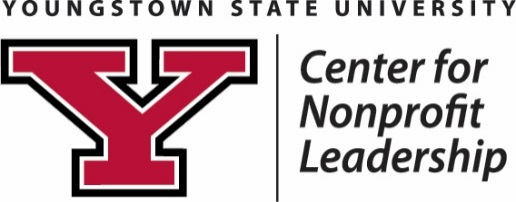 YOUNGSTOWN STATE UNIVERSITY
Y
Center for
Nonprofit
Leadership